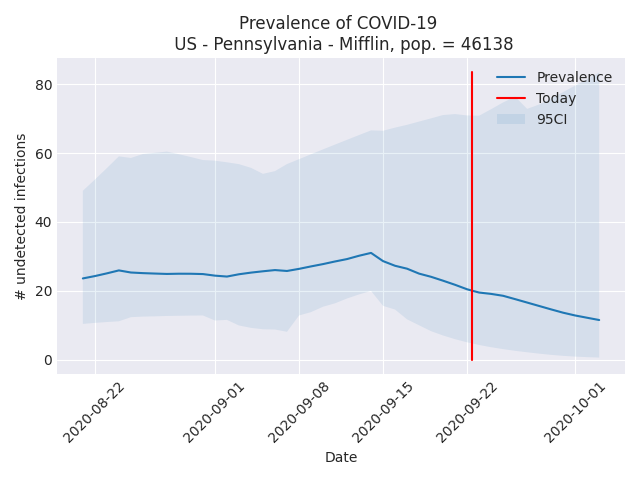 Prevalence of COVID-19
US - Pennsylvania - Mifflin, pop. = 46138
Prevalence
Today
95CI
# undetected infections
80
60
40
20
0
2020-08-22
2020-09-01
2020-09-08
2020-09-15
2020-09-22
2020-10-01
Date